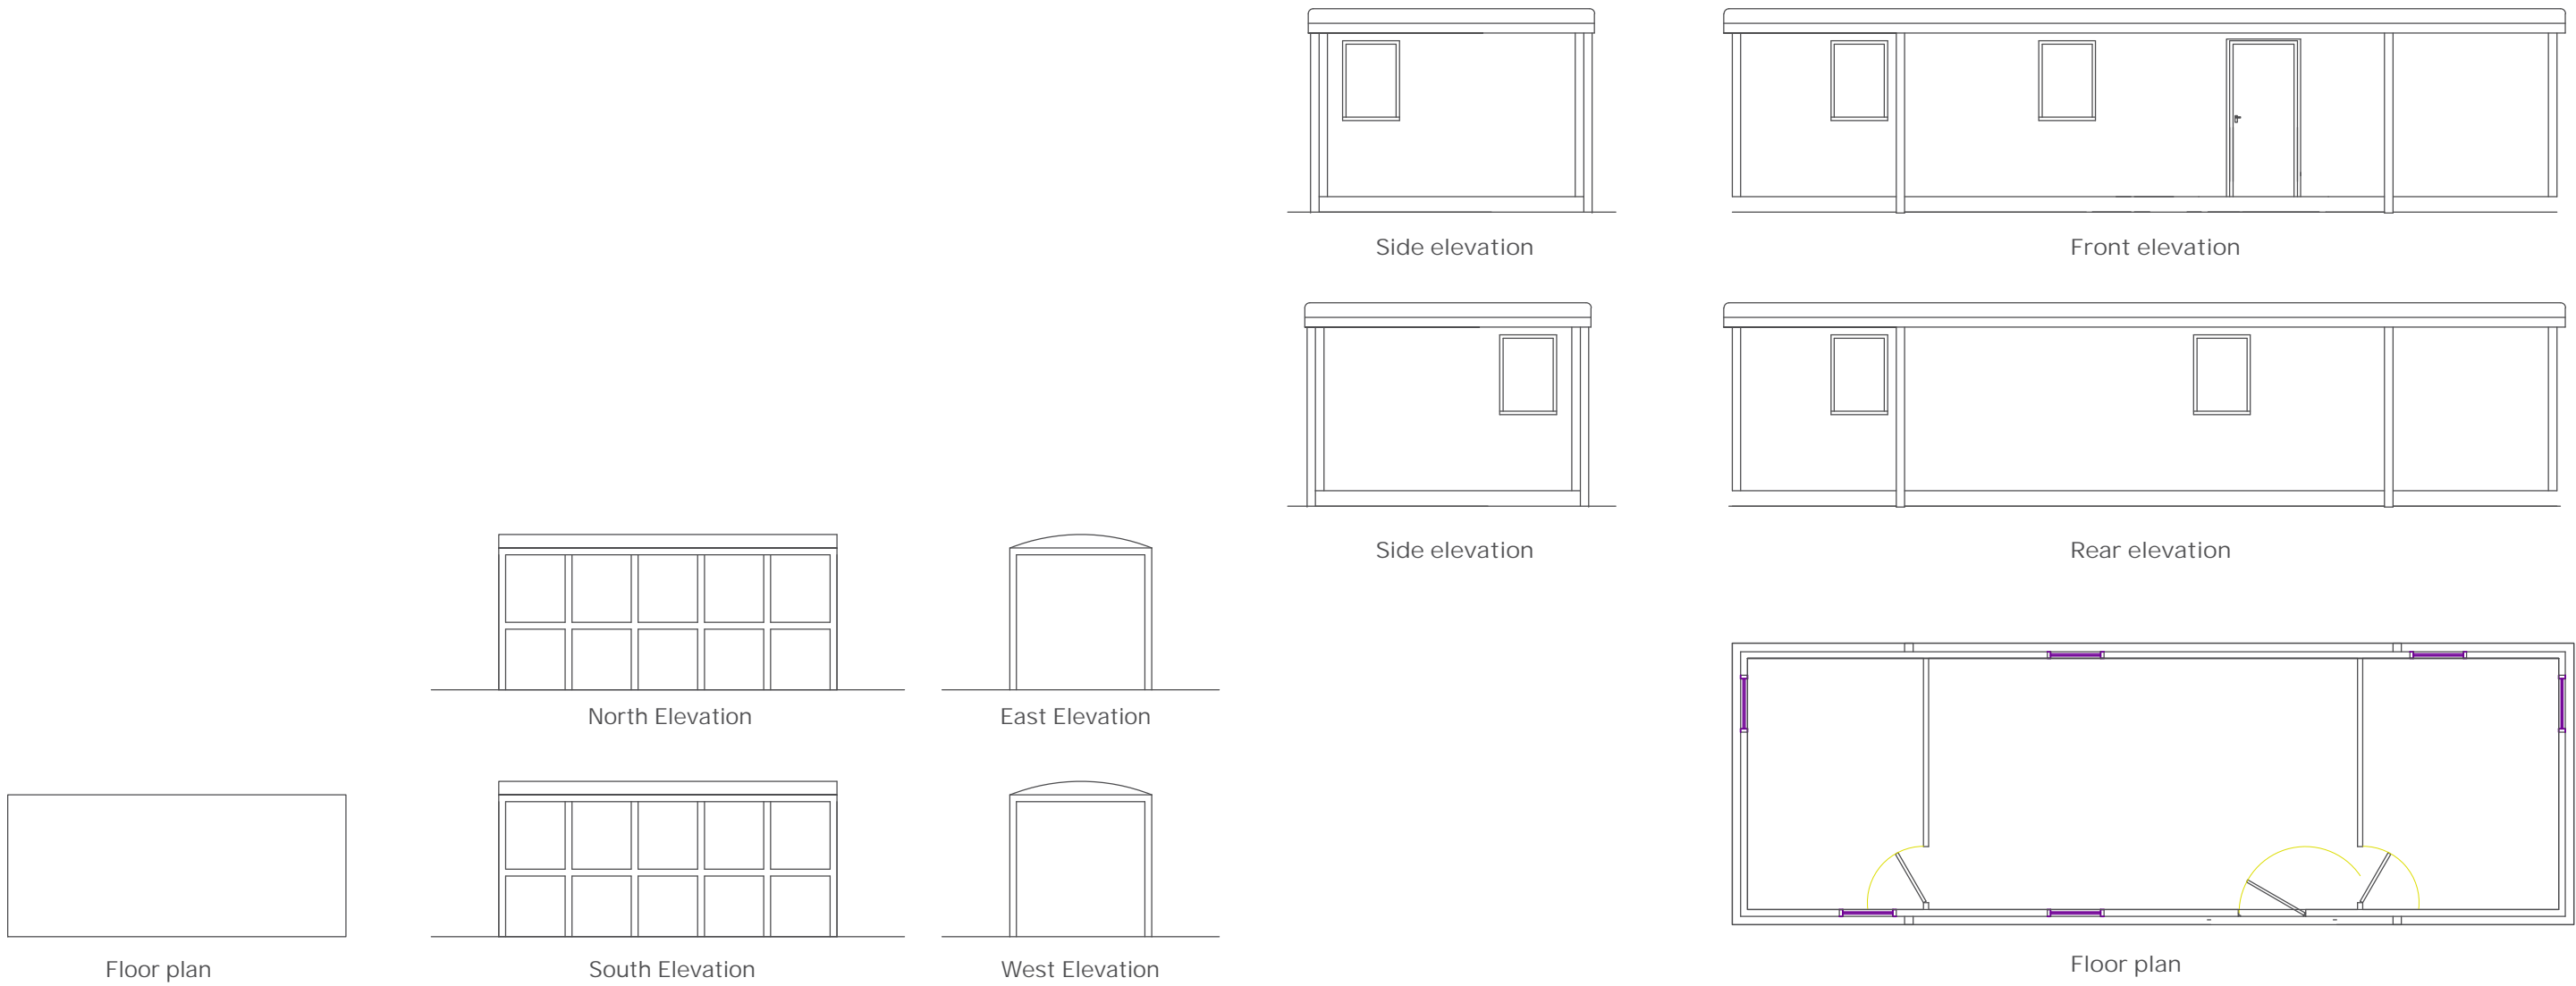 Side elevation
Front elevation
Side elevation
Rear elevation
North Elevation
East Elevation
Floor plan
South Elevation
West Elevation
Floor plan